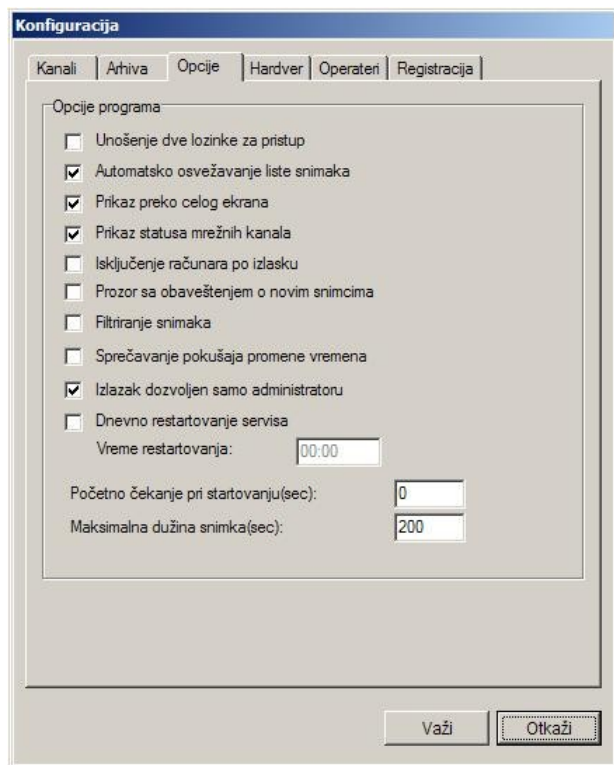 Konfiguracija
Kanali Arhiva Opcije Hardver Operateri Registracija
Opcije programa
Unošenje dve lozinke za pristup
Automatsko osvežavanje liste snimaka
Prikaz preko celog ekrana
Prikaz statusa mrežnih kanala
Isključenje računara po izlasku
Prozor sa obaveštenjem o novim snimcima
Filtriranje snimaka
Sprečavanje pokušaja promene vremena
Izlazak dozvoljen samo administratoru
Dnevno restartovanje servisa
Vreme restartovanja: 00:00
Početno čekanje pri startovanju(sec): 0
Maksimalna dužina snimka(sec): 200
Važi Otkaži